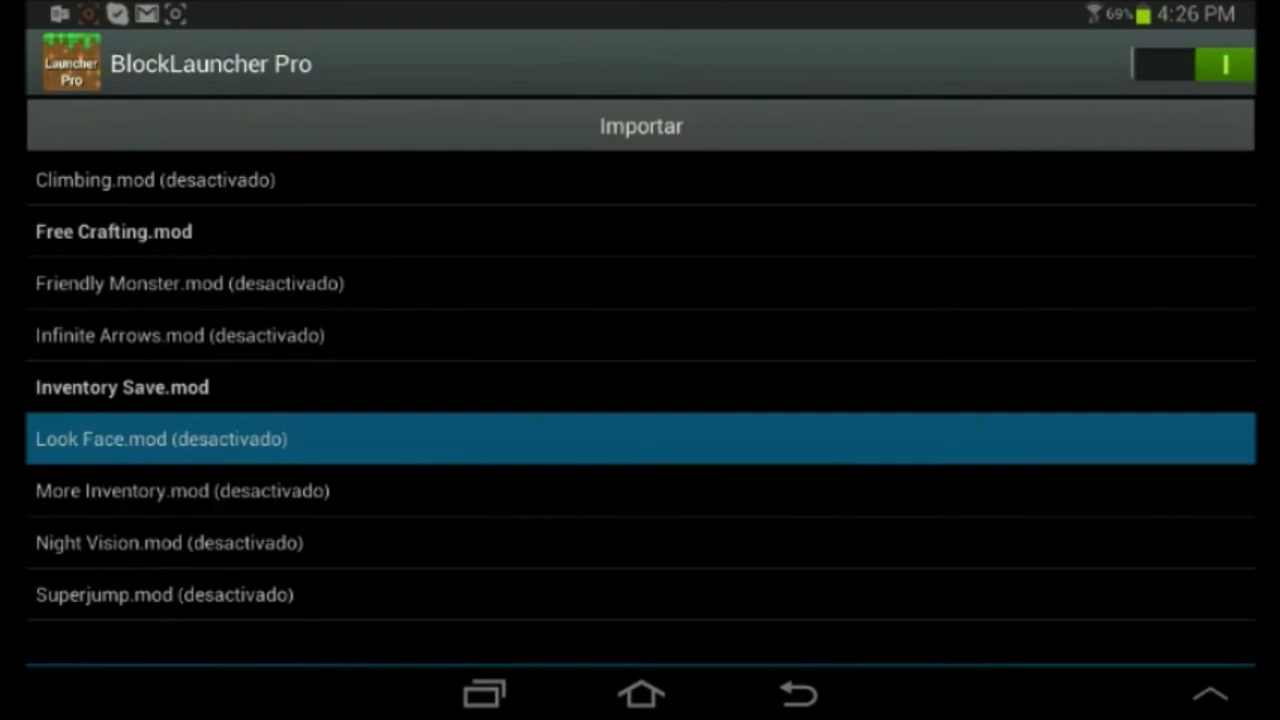 69% 4:26 PM
Launcher
Pro
BlockLauncher Pro
Importar
Climbing.mod (desactivado)
Free Crafting.mod
Friendly Monster.mod (desactivado)
Infinite Arrows.mod (desactivado)
Inventory Save.mod
Look Face.mod (desactivado)
More Inventory.mod (desactivado)
Night Vision.mod (desactivado)
Superjump.mod (desactivado)